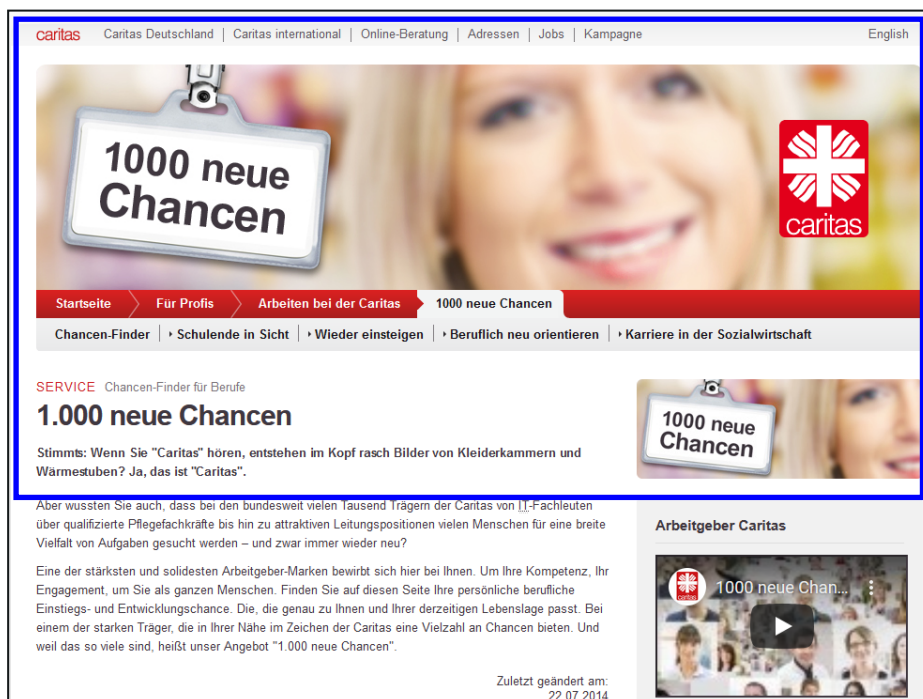 caritas Caritas Deutschland | Caritas international | Online-Beratung | Adressen | Jobs | Kampagne English
1000 neue
Chancen
caritas
Startseite Für Profis Arbeiten bei der Caritas 1000 neue Chancen
Chancen-Finder | Schulende in Sicht | Wieder einsteigen | Beruflich neu orientieren | Karriere in der Sozialwirtschaft
SERVICE Chancen-Finder für Berufe
1.000 neue Chancen
Stimmts: Wenn Sie "Caritas" hören, entstehen im Kopf rasch Bilder von Kleiderkammern und
Wärmestuben? Ja, das ist "Caritas".
Aber wussten Sie auch, dass bei den bundesweit vielen Tausend Trägern der Caritas von IT-Fachleuten
über qualifizierte Pflegefachkräfte bis hin zu attraktiven Leitungspositionen vielen Menschen für eine breite
Vielfalt von Aufgaben gesucht werden – und zwar immer wieder neu?
Eine der stärksten und solidesten Arbeitgeber-Marken bewirbt sich hier bei Ihnen. Um Ihre Kompetenz, Ihr
Engagement, um Sie als ganzen Menschen. Finden Sie auf diesen Seite Ihre persönliche berufliche
Einstiegs- und Entwicklungschance. Die, die genau zu Ihnen und Ihrer derzeitigen Lebenslage passt. Bei
einem der starken Träger, die in Ihrer Nähe im Zeichen der Caritas eine Vielzahl an Chancen bieten. Und
weil das so viele sind, heißt unser Angebot "1.000 neue Chancen".
Zuletzt geändert am:
22.07.2014
1000 neue
Chancen
Arbeitgeber Caritas
caritas
1000 neue Chan...